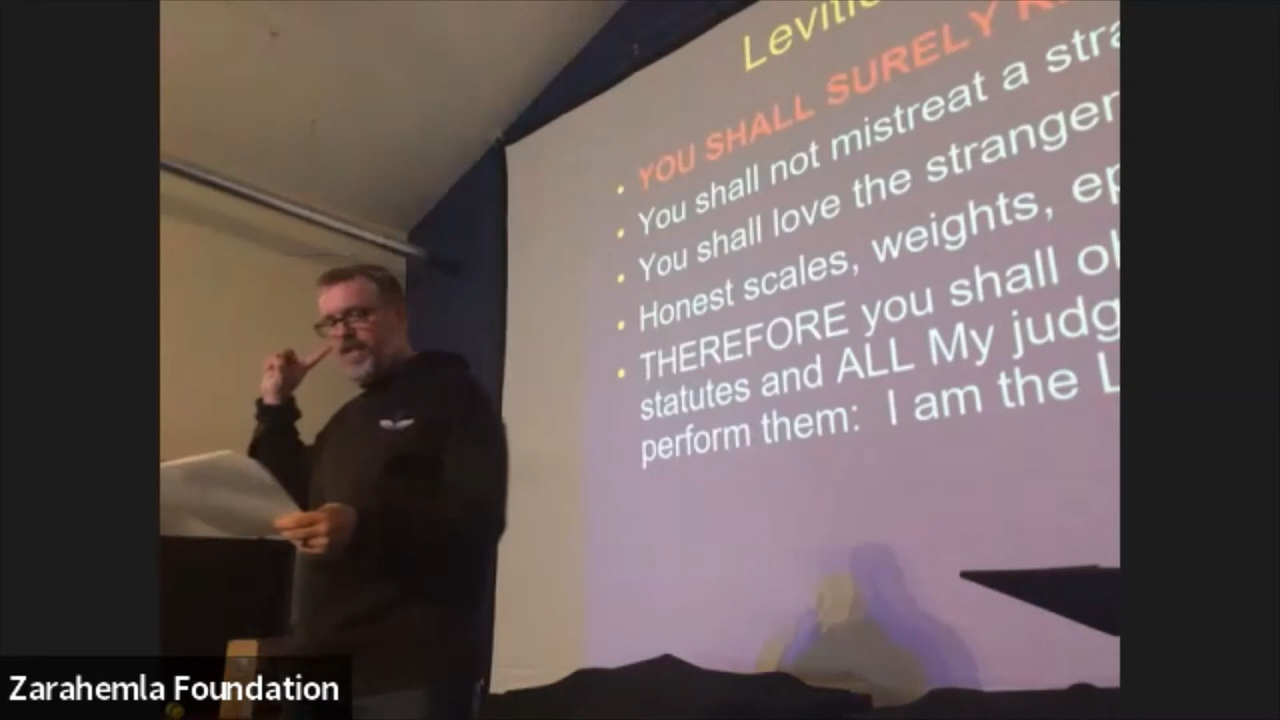 Leviti
YOU SHALL SURELY R
You shall not mistreat a stra
You shall love the stranger
Honest scales, weights, ep
THEREFORE you shall ob
statutes and ALL My judg
perform them: I am the L
Zarahemla Foundation